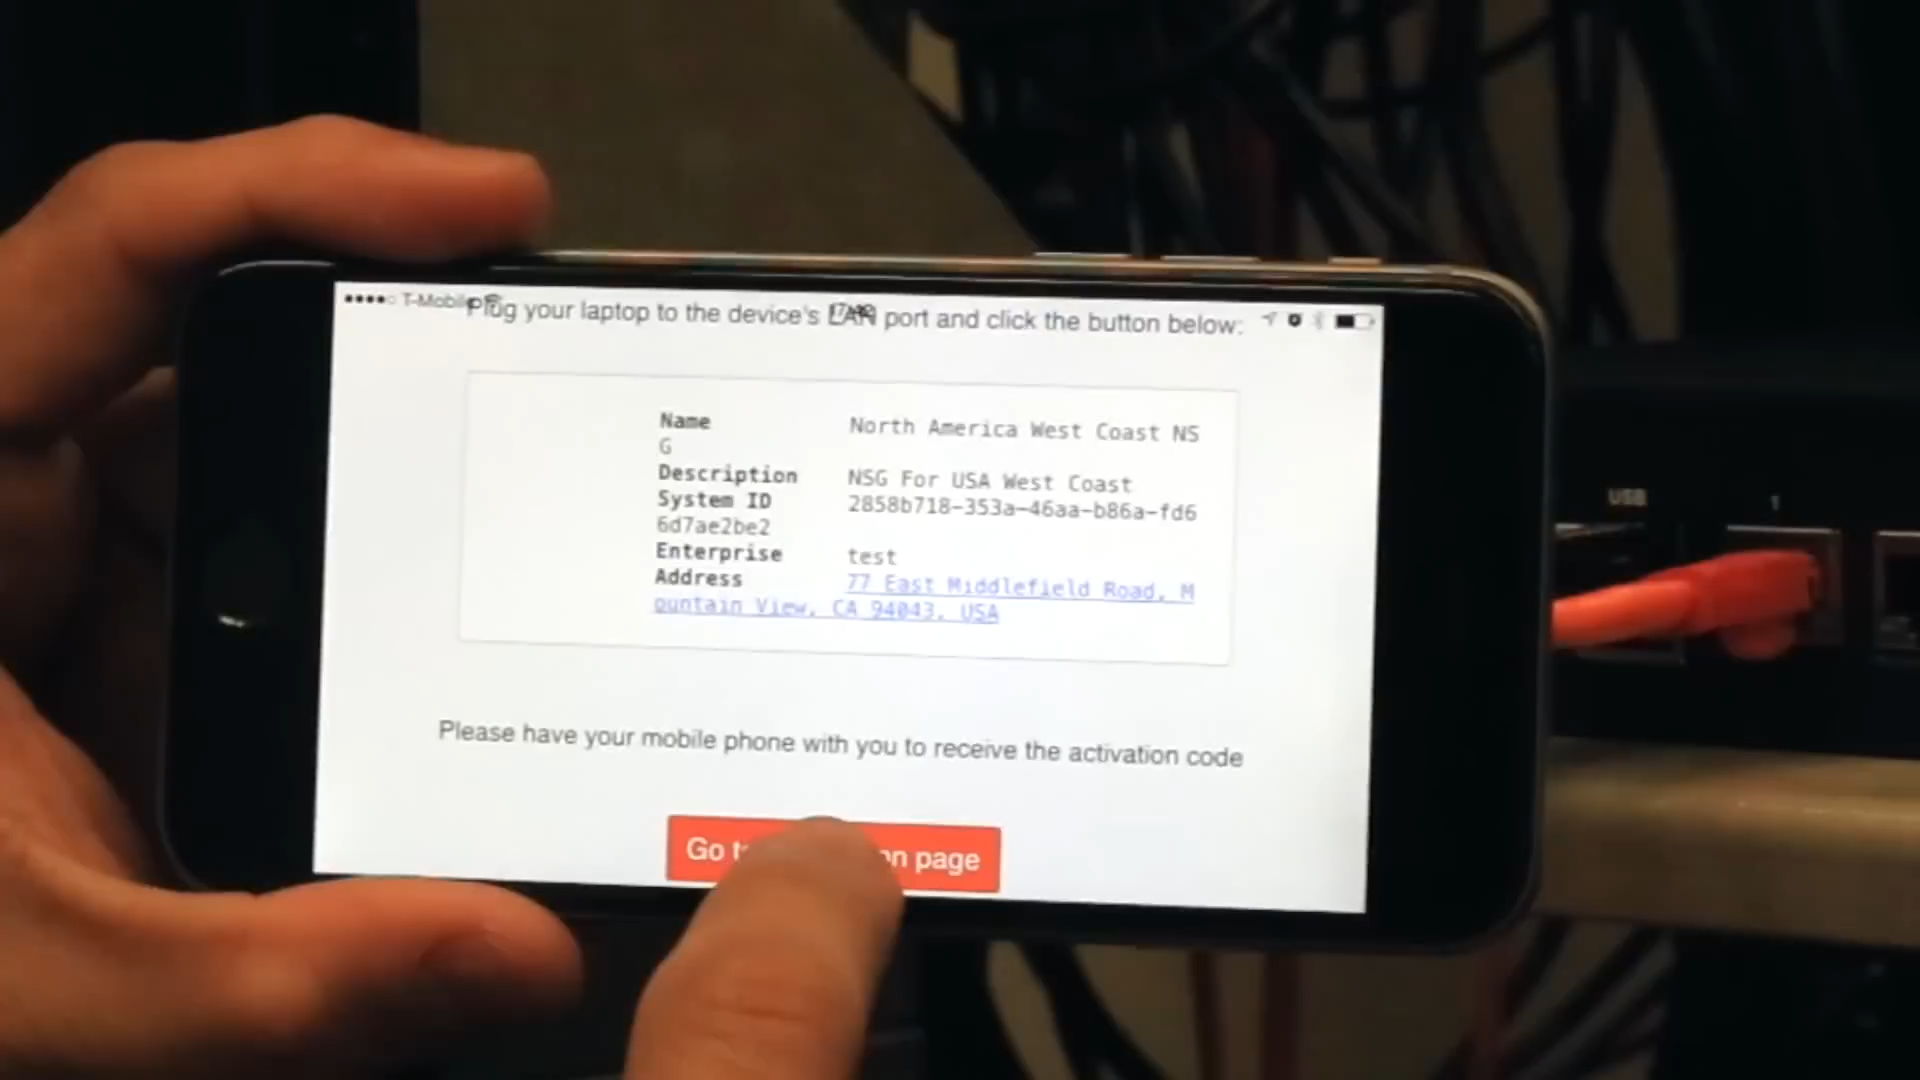 T-Mobile
Plug your laptop to the device's LAN port and click the button below:
Name North America West Coast NS
G
Description NSG For USA West Coast
System ID 2858b718-353a-46aa-b86a-fd6
6d7ae2be2
Enterprise test
Address 77 East Middlefield Road, M
ountain View, CA 94043, USA
Please have your mobile phone with you to receive the activation code
Go page
USB
1